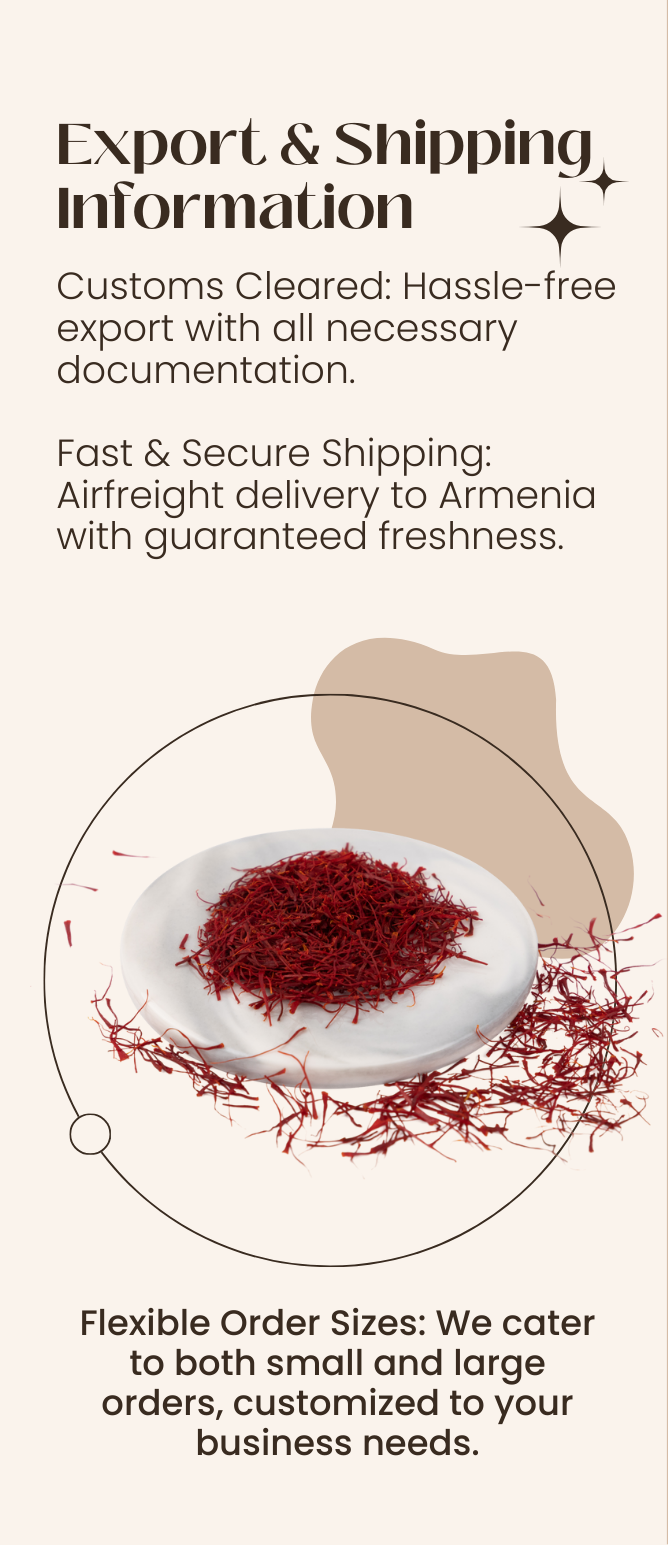 Export & Shipping
Information
Customs Cleared: Hassle-free
export with all necessary
documentation.
Fast & Secure Shipping:
Airfreight delivery to Armenia
with guaranteed freshness.
Flexible Order Sizes: We cater
to both small and large
orders, customized to your
business needs.